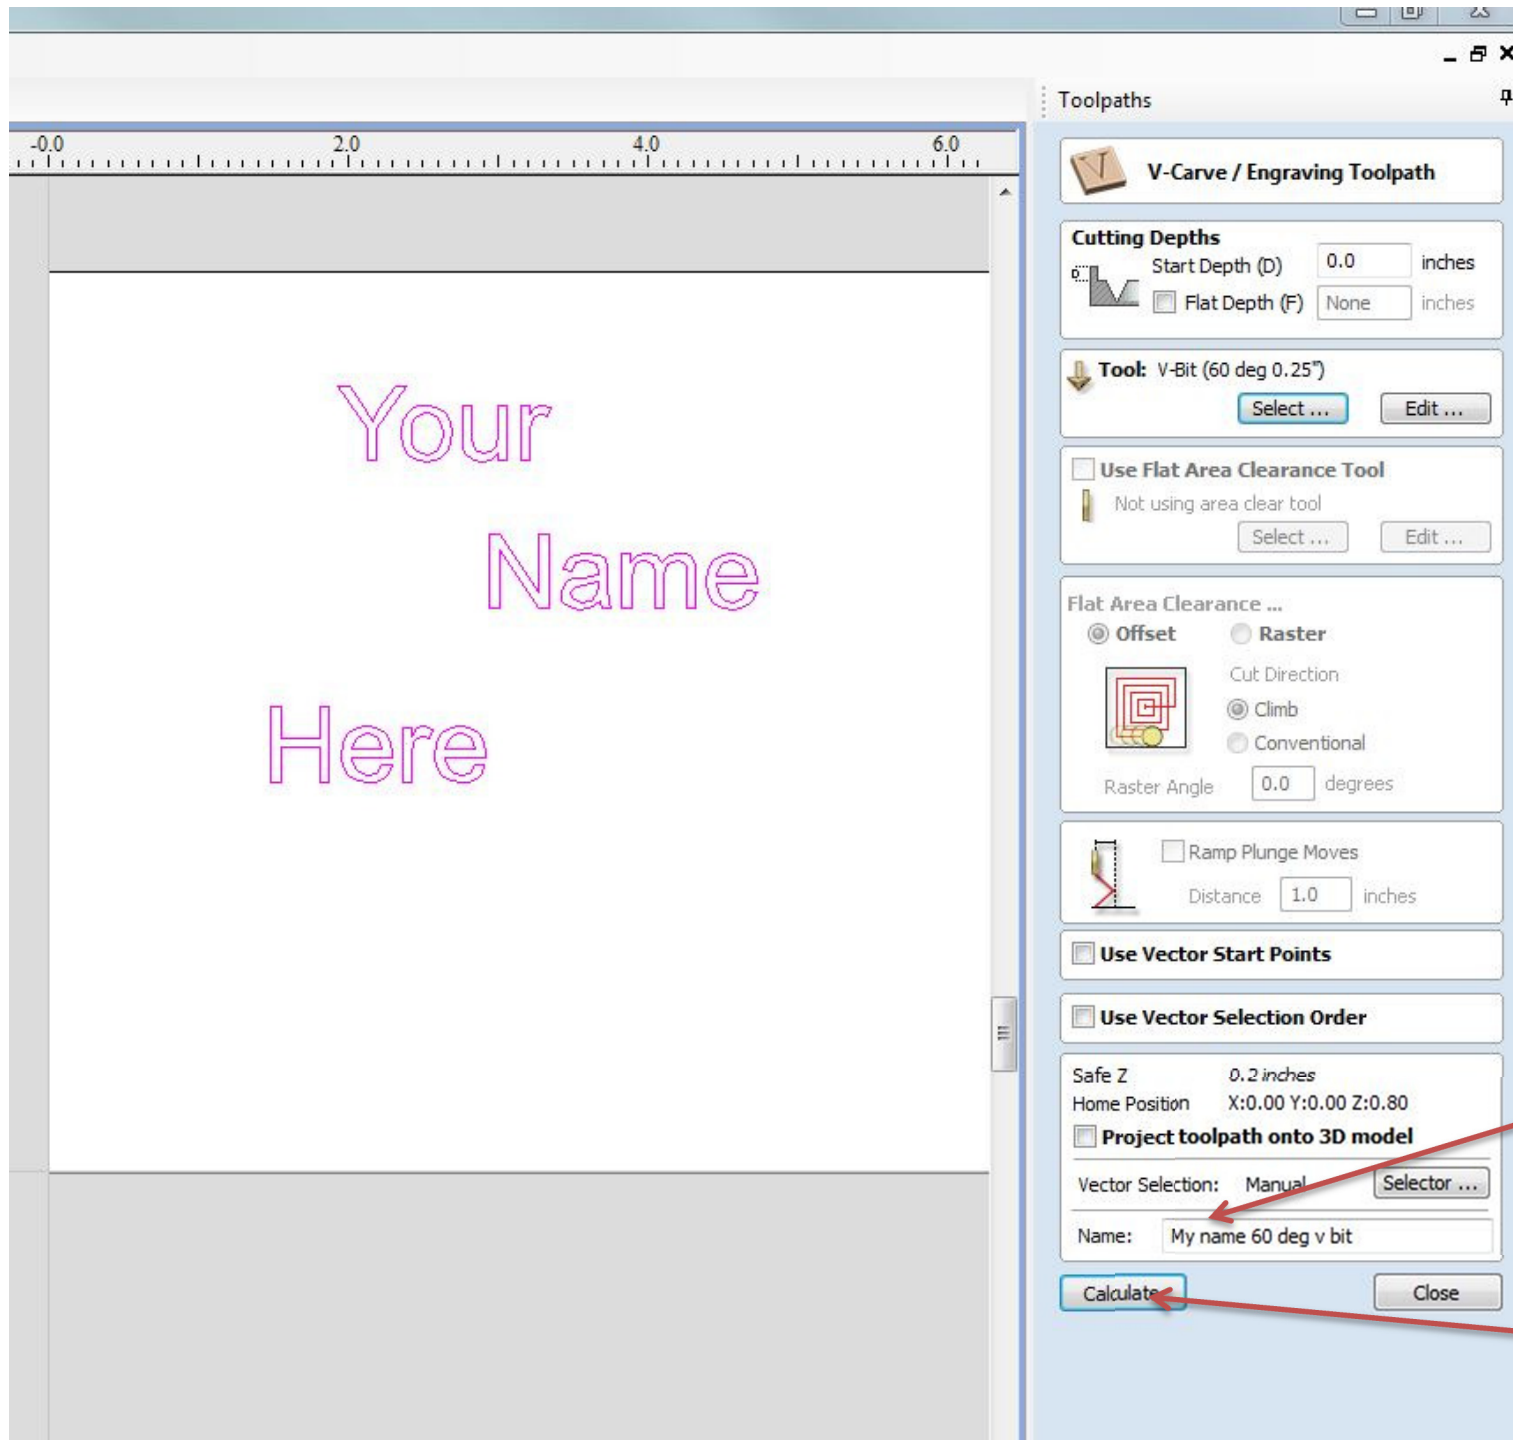 Toolpaths
-0.0 2.0 4.0 6.0
V-Carve / Engraving Toolpath
Cutting Depths
D
Start Depth (D) 0.0 inches
Flat Depth (F) None inches
Tool: V-Bit (60 deg 0.25")
Select ... Edit ...
Use Flat Area Clearance Tool
Not using area clear tool
Select ... Edit ...
Flat Area Clearance ...
Offset Raster
Cut Direction
Climb
Conventional
Raster Angle 0.0 degrees
Ramp Plunge Moves
Distance 1.0 inches
Use Vector Start Points
Use Vector Selection Order
Safe Z 0.2 inches
Home Position X:0.00 Y:0.00 Z:0.80
Project toolpath onto 3D model
Vector Selection: Manual Selector ...
Name: My name 60 deg v bit
Calculate Close
Your
Name
Here